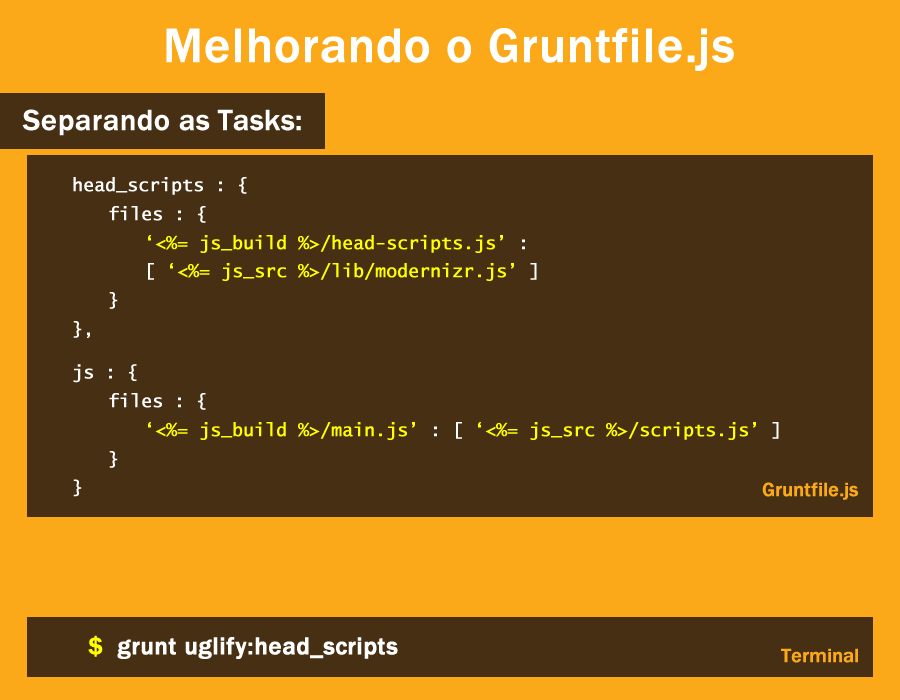 Melhorando o Gruntfile.js
Separando as Tasks:
head_scripts : {
files : {
‘<%= js_build %>/head-scripts.js’ :
[ ‘<%= js_src %>/lib/modernizr.js’ ]
}
},
js : {
files : {
‘<%= js_build %>/main.js’ : [ ‘<%= js_src %>/scripts.js’ ]
}
}
Gruntfile.js
$ grunt uglify:head_scripts
Terminal